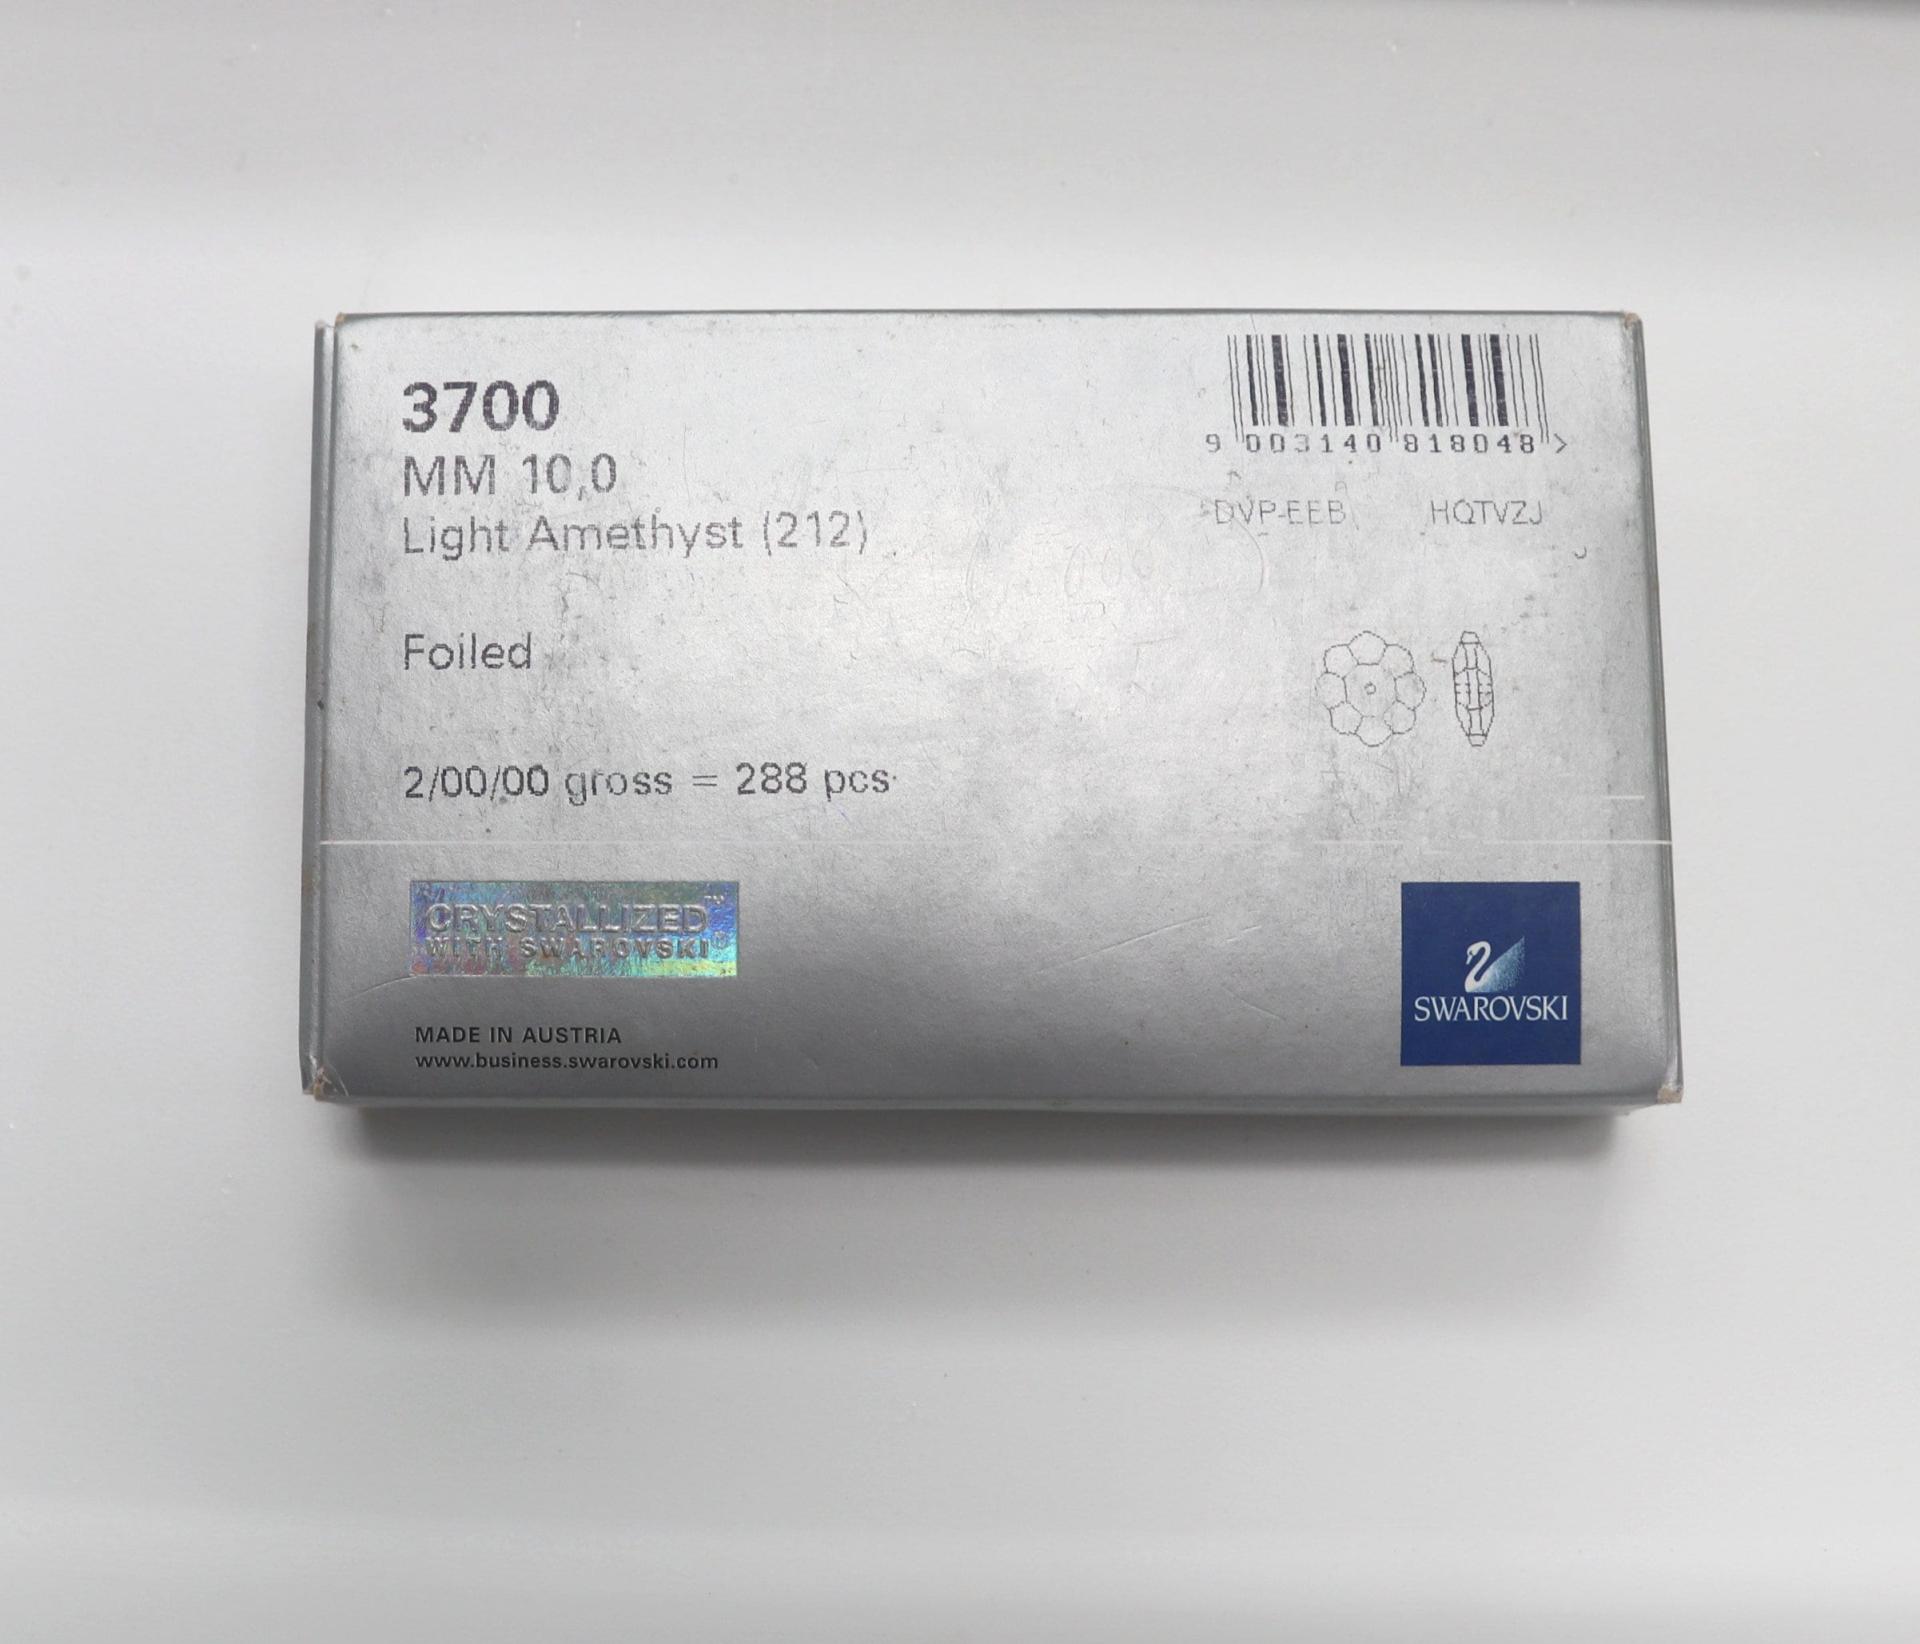 3700
MM 10,0
Light Amethyst (212)
Foiled
2/00/00 gross = 288 pcs
9 003140 818048 >
DVP-EEB HQTVZJ
CRYSTALLIZED™
WITH SWAROVSKI®
MADE IN AUSTRIA
www.business.swarovski.com
SWAROVSKI